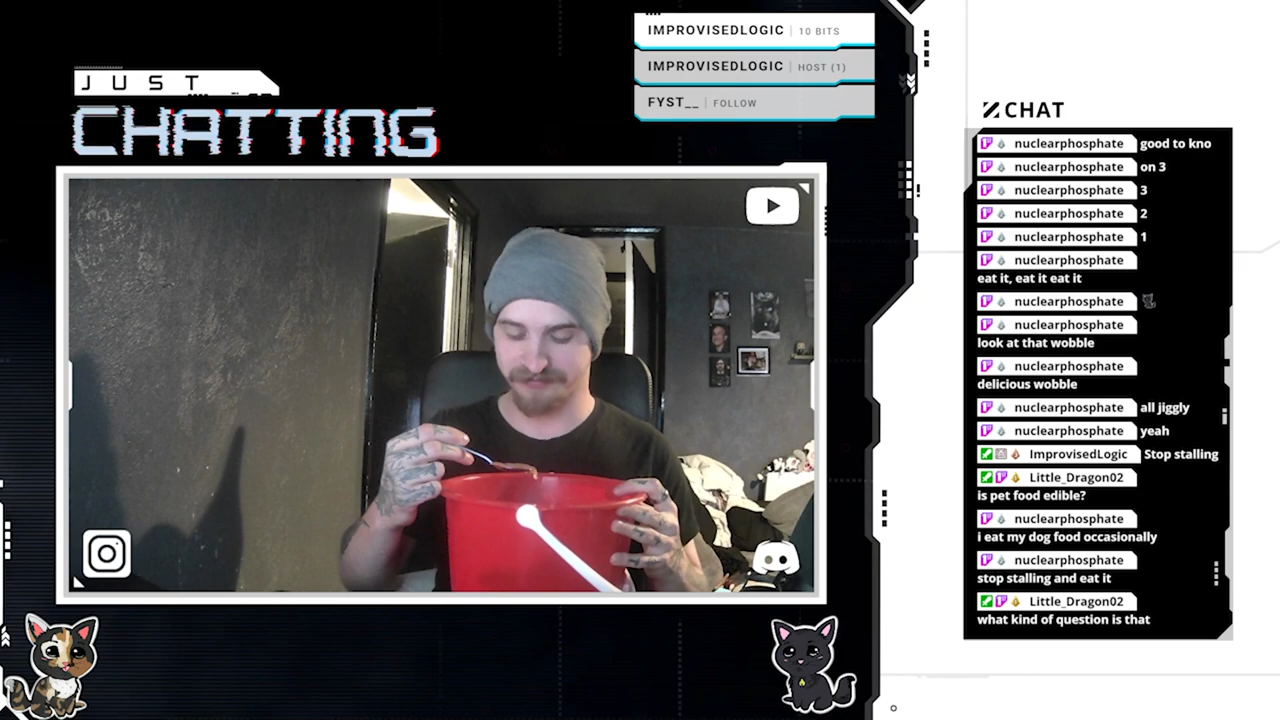 IMPROVISEDLOGIC | 10 BITS
IMPROVISEDLOGIC | HOST (1)
FYST__ | FOLLOW
JUST
CHATTING
CHAT
nuclearphosphate good to kno
nuclearphosphate on 3
nuclearphosphate 3
nuclearphosphate 2
nuclearphosphate 1
nuclearphosphate
eat it, eat it eat it
nuclearphosphate
nuclearphosphate
look at that wobble
nuclearphosphate
delicious wobble
nuclearphosphate all jiggly
nuclearphosphate yeah
ImprovisedLogic Stop stalling
Little_Dragon02
is pet food edible?
nuclearphosphate
i eat my dog food occasionally
nuclearphosphate
stop stalling and eat it
Little_Dragon02
what kind of question is that